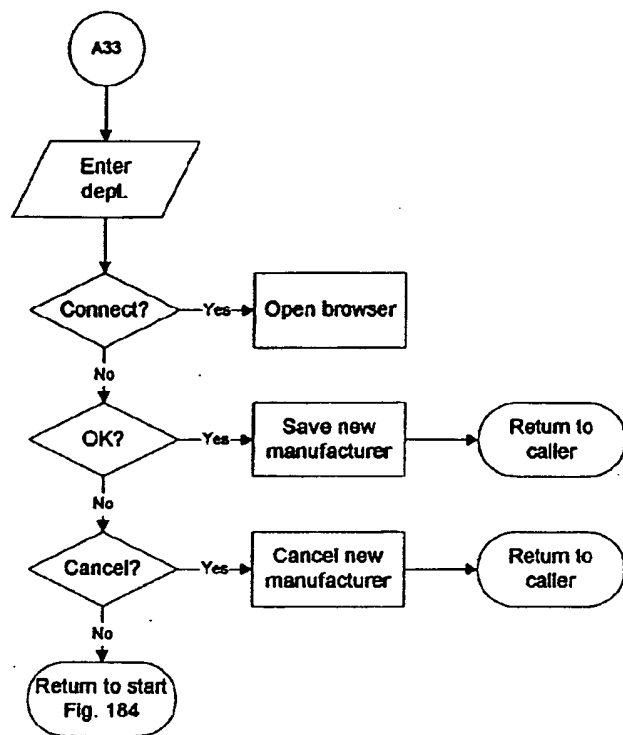 A33
Enter
dept.
Connect?
Yes
Open browser
No
OK?
Yes
Save new
manufacturer
Return to
caller
No
Cancel?
Yes
Cancel new
manufacturer
Return to
caller
No
Return to start
Fig. 184